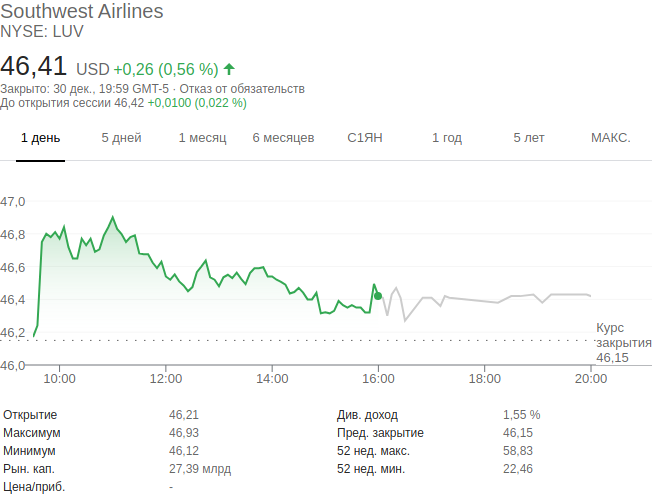 Southwest Airlines
NYSE: LUV
46,41 USD +0,26 (0,56 %)
Закрыто: 30 дек., 19:59 GMT-5 · Отказ от обязательств
До открытия сессии 46,42 +0,0100 (0,022 %)
1 день 5 дней 1 месяц 6 месяцев С1ЯН 1 год 5 лет МАКС.
47,0
46,8
46,6
46,4
46,2
46,0
Курс
закрытия
46,15
10:00 12:00 14:00 16:00 18:00 20:00
Открытие 46,21 Див. доход 1,55 %
Максимум 46,93 Пред. закрытие 46,15
Минимум 46,12 52 нед. макс. 58,83
Рын. кап. 27,39 млрд 52 нед. мин. 22,46
Цена/приб. -